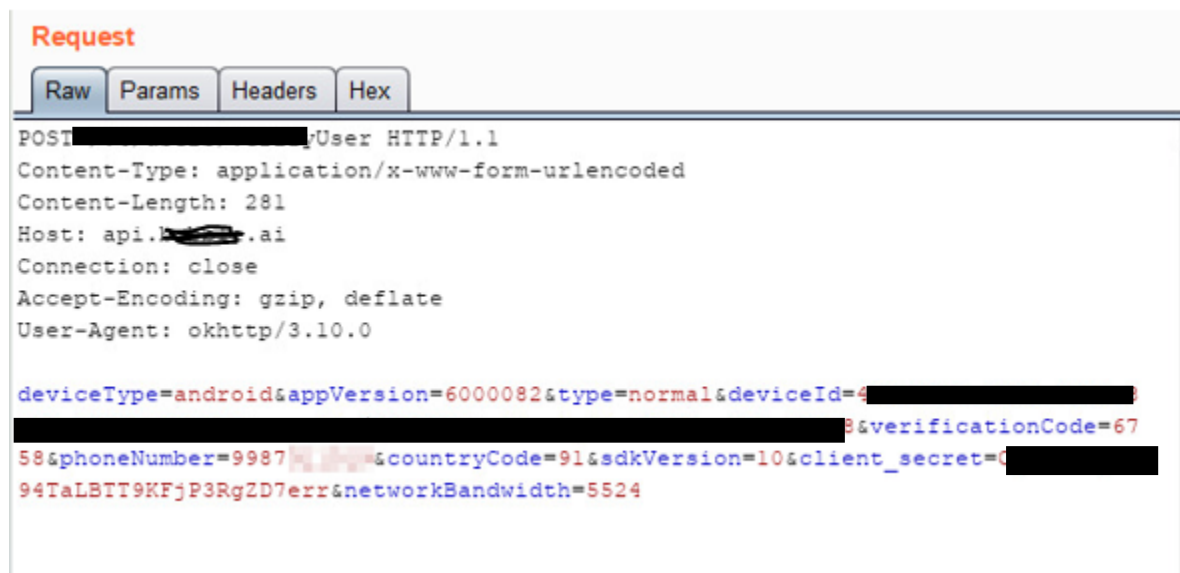 Request
Raw Params Headers Hex
POST yUser HTTP/1.1
Content-Type: application/x-www-form-urlencoded
Content-Length: 281
Host: api. .ai
Connection: close
Accept-Encoding: gzip, deflate
User-Agent: okhttp/3.10.0
deviceType=android&appVersion=6000082&type=normal&deviceId=4
8&verificationCode=67
58&phoneNumber=9987 &countryCode=91&sdkVersion=10&client_secret=
94TaLBTT9KFjP3RgZD7err&networkBandwidth=5524